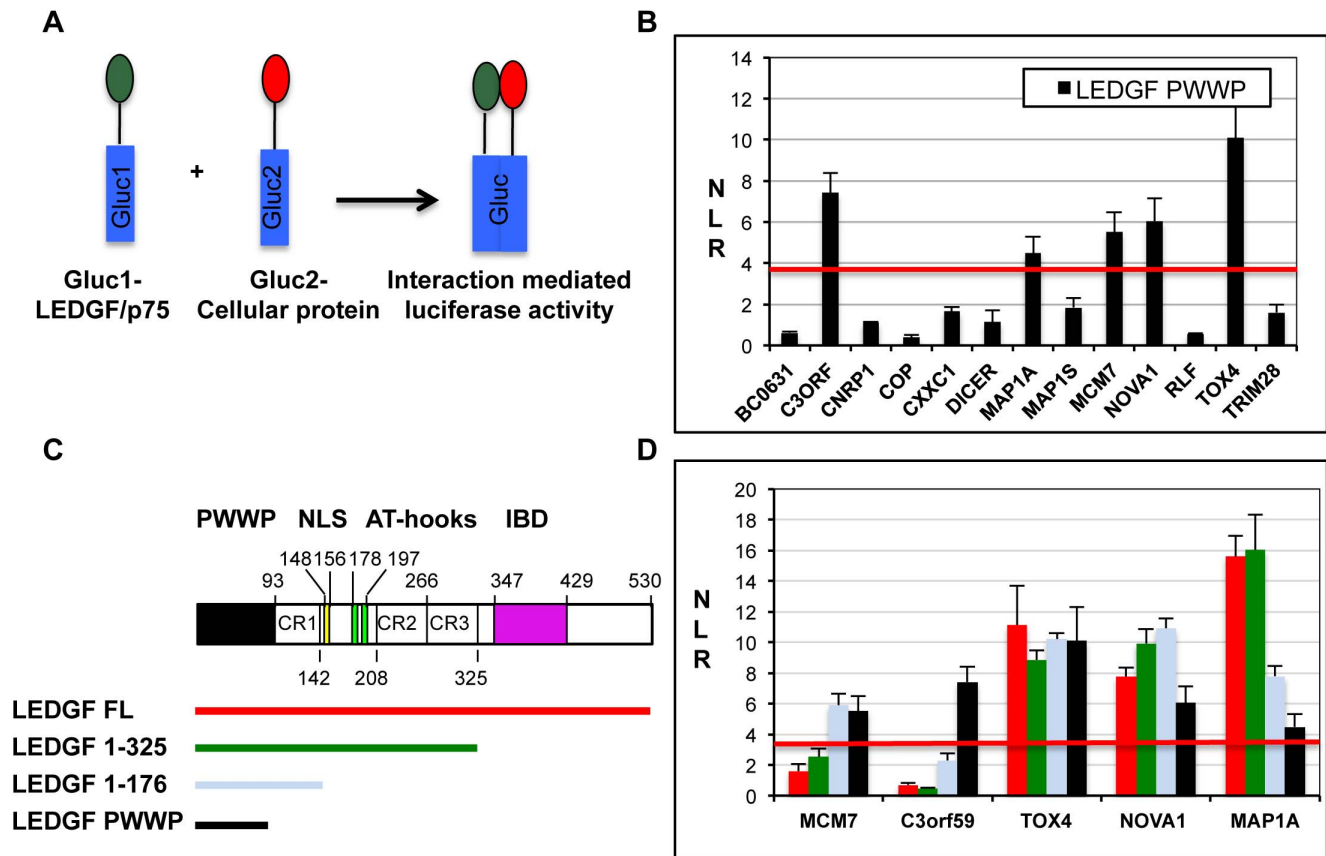 A
Gluc1
+
Gluc2
Gluc
Gluc1-
LEDGF/p75
Gluc2-
Cellular protein
Interaction mediated
luciferase activity
B
LEDGF PWWP
NLR
14
12
10
8
6
4
2
0
BC0631
C3ORF
CNRP1
COP
CXXC1
DICER
MAP1A
MAP1S
MCM7
NOVA1
RLF
TOX4
TRIM28
C
PWWP NLS AT-hooks IBD
148 156 178 197
93 266 347 429 530
CR1 CR2 CR3
142 208 325
LEDGF FL
LEDGF 1-325
LEDGF 1-176
LEDGF PWWP
D
NLR
20
18
16
14
12
10
8
6
4
2
0
MCM7 C3orf59 TOX4 NOVA1 MAP1A